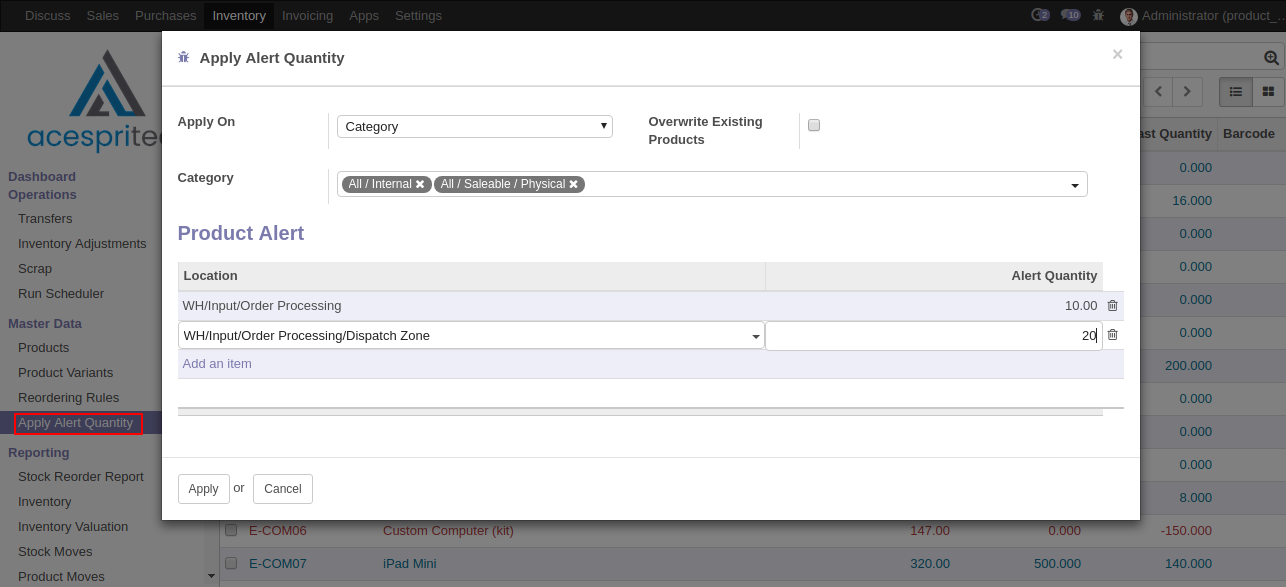 Discuss Sales Purchases Inventory Invoicing Apps Settings 2 10 Administrator (product_...
Apply Alert Quantity ×
acesprite
Apply On Category Overwrite Existing Products
Category All / Internal All / Saleable / Physical
Product Alert
Location Alert Quantity
WH/Input/Order Processing 10.00
WH/Input/Order Processing/Dispatch Zone 20
Add an item
Apply or Cancel
Dashboard
Operations
Transfers
Inventory Adjustments
Scrap
Run Scheduler
Master Data
Products
Product Variants
Reordering Rules
Apply Alert Quantity
Reporting
Stock Reorder Report
Inventory
Inventory Valuation
Stock Moves
Product Moves
ast Quantity Barcode
0.000
16.000
0.000
0.000
0.000
0.000
200.000
0.000
0.000
0.000
8.000
E-COM06 Custom Computer (kit) 147.00 0.000 -150.000
E-COM07 iPad Mini 320.00 500.000 140.000